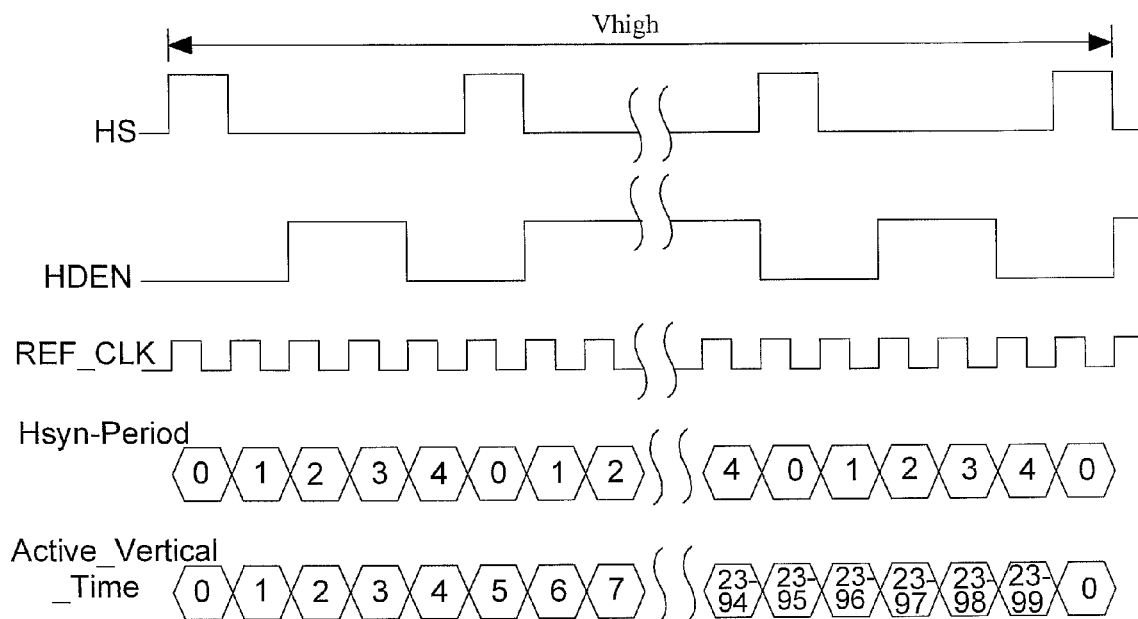 Vhigh
HS
HDEN
REF_CLK
Hsyn-Period
0 1 2 3 4 0 1 2 4 0 1 2 3 4 0
Active_Vertical
_Time
0 1 2 3 4 5 6 7 23-94 23-95 23-96 23-97 23-98 23-99 0